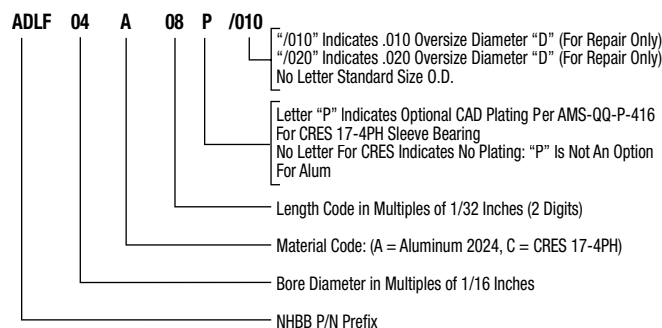 ADLF 04 A 08 P /010
“/010” Indicates .010 Oversize Diameter “D” (For Repair Only)
“/020” Indicates .020 Oversize Diameter “D” (For Repair Only)
No Letter Standard Size O.D.
Letter “P” Indicates Optional CAD Plating Per AMS-QQ-P-416
For CRES 17-4PH Sleeve Bearing
No Letter For CRES Indicates No Plating: “P” Is Not An Option
For Alum
Length Code in Multiples of 1/32 Inches (2 Digits)
Material Code: (A = Aluminum 2024, C = CRES 17-4PH)
Bore Diameter in Multiples of 1/16 Inches
NHBB P/N Prefix